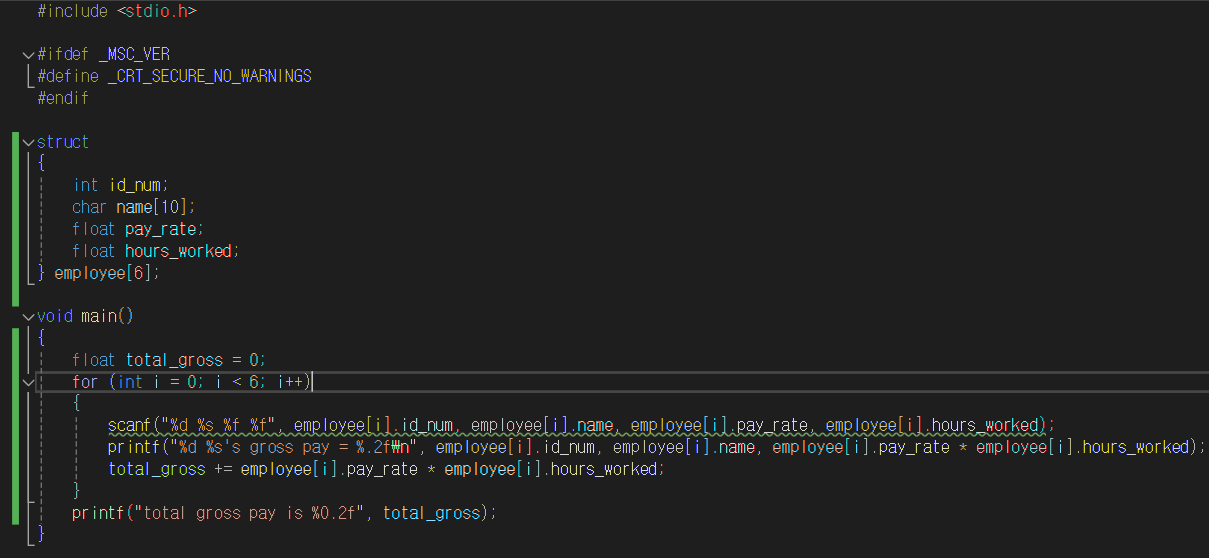 #include <stdio.h>
#ifdef _MSC_VER
#define _CRT_SECURE_NO_WARNINGS
#endif
struct
{
int id_num;
char name[10];
float pay_rate;
float hours_worked;
} employee[6];
void main()
{
float total_gross = 0;
for (int i = 0; i < 6; i++)
{
scanf("%d %s %f %f", employee[i].id_num, employee[i].name, employee[i].pay_rate, employee[i].hours_worked);
printf("%d %s's gross pay = %.2f₩n", employee[i].id_num, employee[i].name, employee[i].pay_rate * employee[i].hours_worked);
total_gross += employee[i].pay_rate * employee[i].hours_worked;
}
printf("total gross pay is %0.2f", total_gross);
}